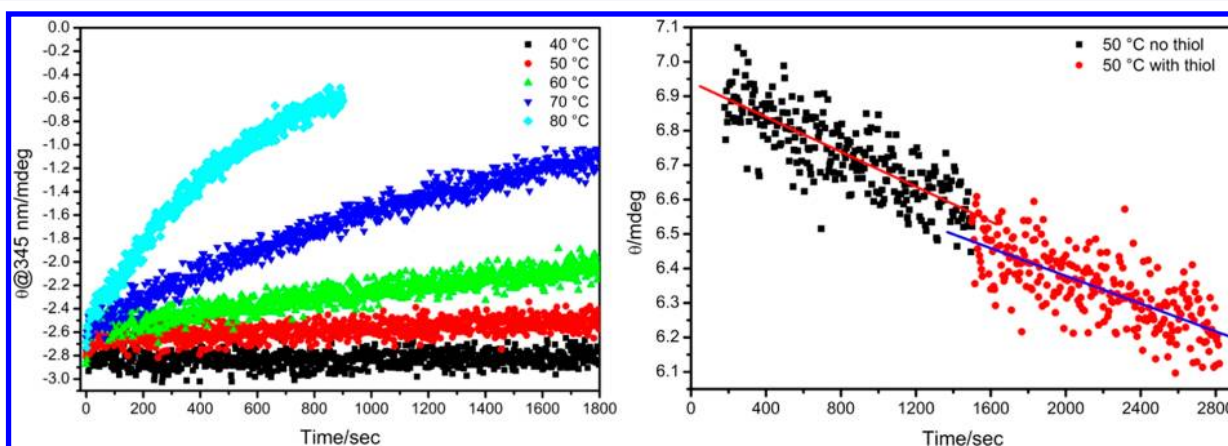 0.0
-0.2
-0.4
-0.6
-0.8
-1.0
-1.2
-1.4
-1.6
-1.8
-2.0
-2.2
-2.4
-2.6
-2.8
-3.0
θ@345 nm/mdeg
40 °C
50 °C
60 °C
70 °C
80 °C
0 200 400 600 800 1000 1200 1400 1600 1800
Time/sec
7.1
7.0
6.9
6.8
6.7
6.6
6.5
6.4
6.3
6.2
6.1
θ/mdeg
50 °C no thiol
50 °C with thiol
0 400 800 1200 1600 2000 2400 2800
Time/sec